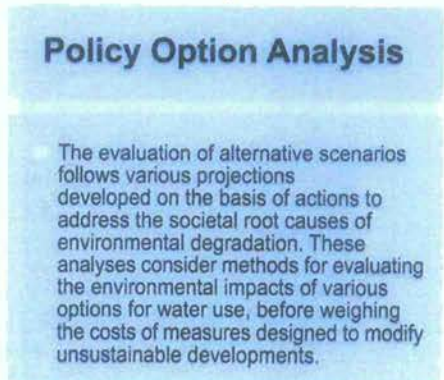 Policy Option Analysis
The evaluation of alternative scenarios
follows various projections
developed on the basis of actions to
address the societal root causes of
environmental degradation. These
analyses consider methods for evaluating
the environmental impacts of various
options for water use, before weighing
the costs of measures designed to modify
unsustainable developments.